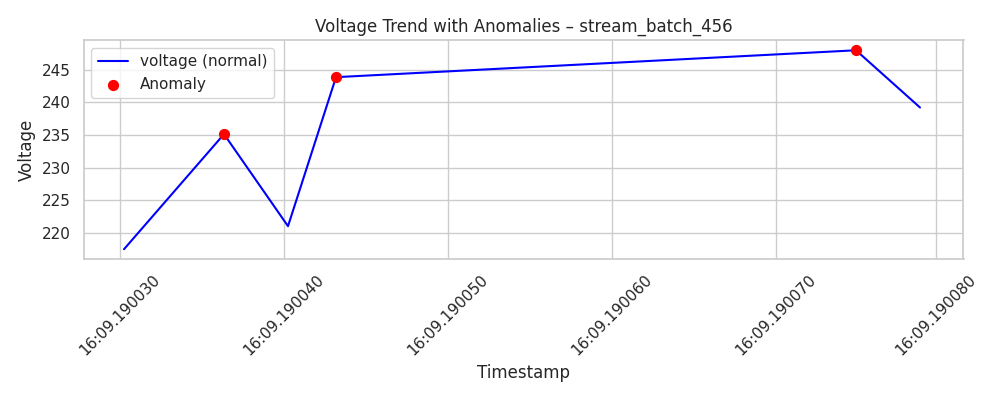 Voltage Trend with Anomalies – stream_batch_456
voltage (normal)
Anomaly
Voltage
245
240
235
230
225
220
16:09.190030
16:09.190040
16:09.190050
16:09.190060
16:09.190070
16:09.190080
Timestamp